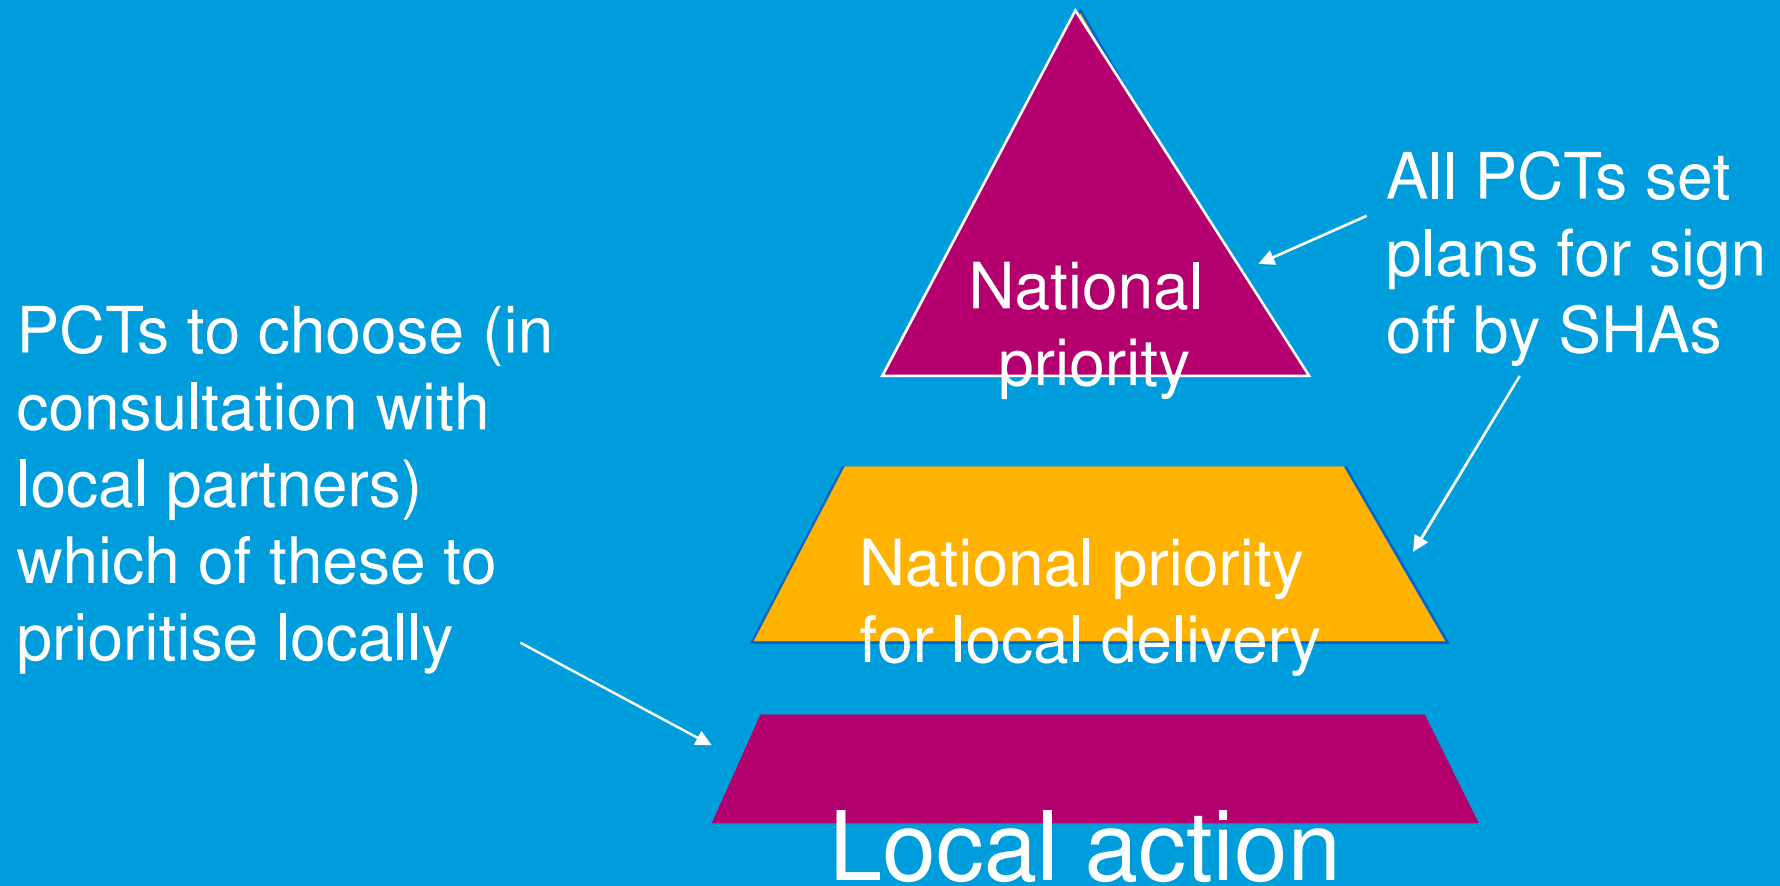 National
priority
All PCTs set
plans for sign
off by SHAs
PCTs to choose (in
consultation with
local partners)
which of these to
prioritise locally
National priority
for local delivery
Local action